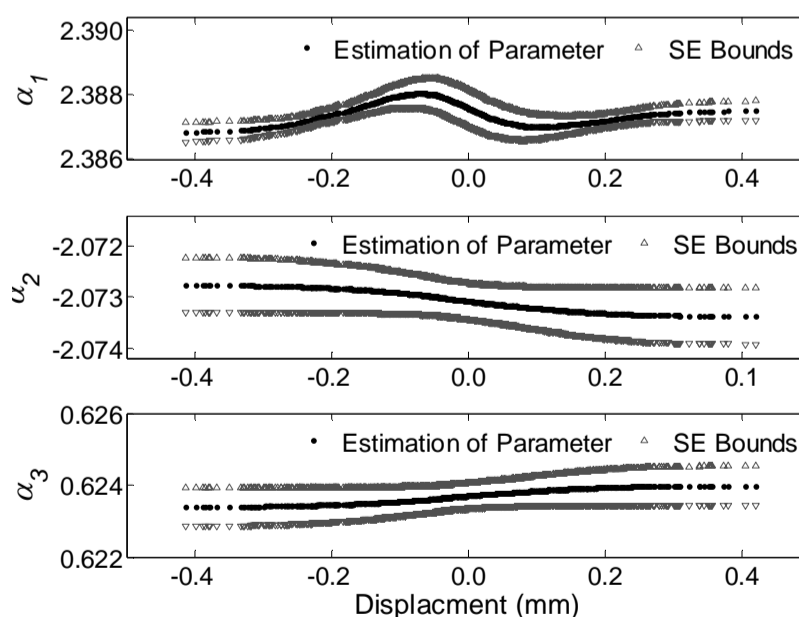 2.390
Estimation of Parameter SE Bounds
α1
2.388
2.386
-0.4 -0.2 0.0 0.2 0.4
-2.072
Estimation of Parameter SE Bounds
α2
-2.073
-2.074
-0.4 -0.2 0.0 0.2 0.1
0.626
Estimation of Parameter SE Bounds
α3
0.624
0.622
-0.4 -0.2 0.0 0.2 0.4
Displacment (mm)